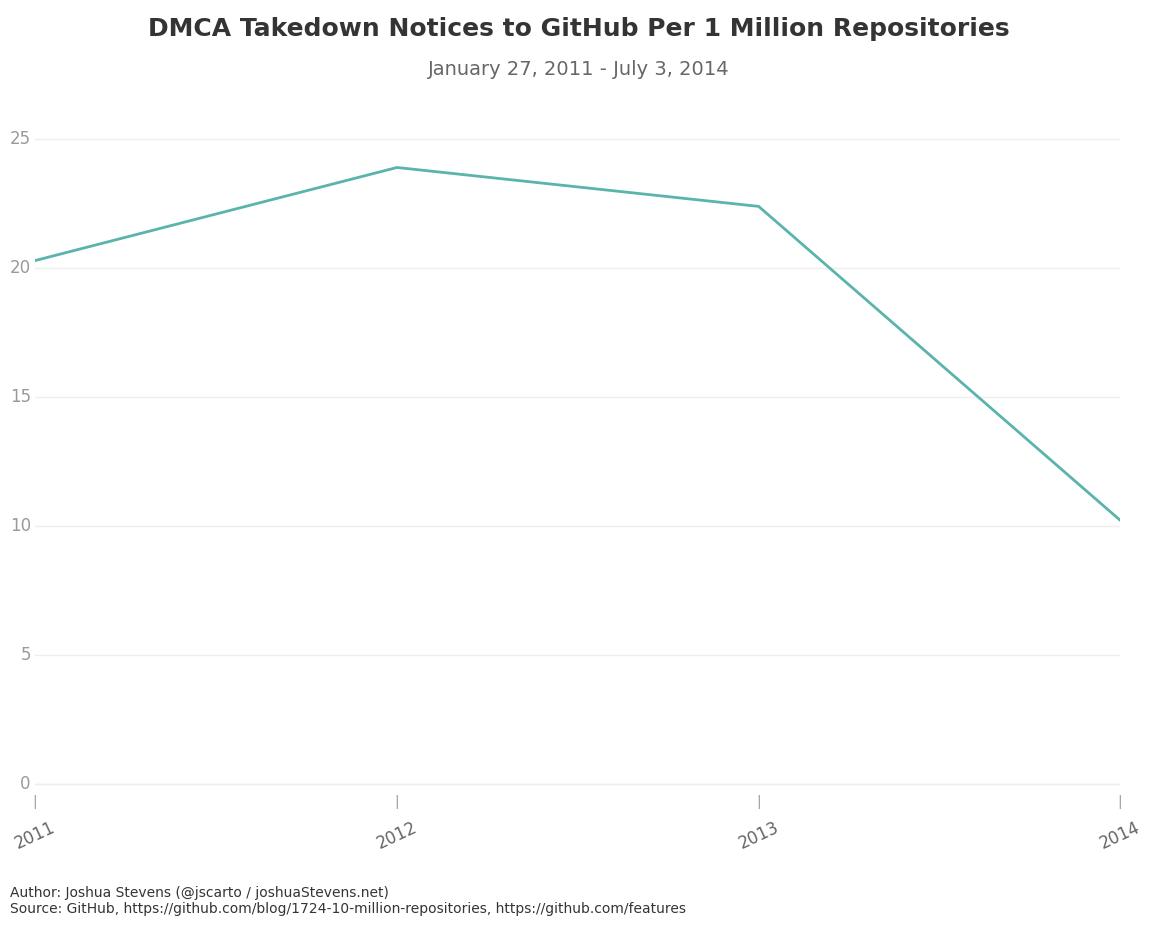 DMCA Takedown Notices to GitHub Per 1 Million Repositories
January 27, 2011 - July 3, 2014
25
20
15
10
5
0
2011
2012
2013
2014
Author: Joshua Stevens (@jscarto / joshuaStevens.net)
Source: GitHub, https://github.com/blog/1724-10-million-repositories, https://github.com/features